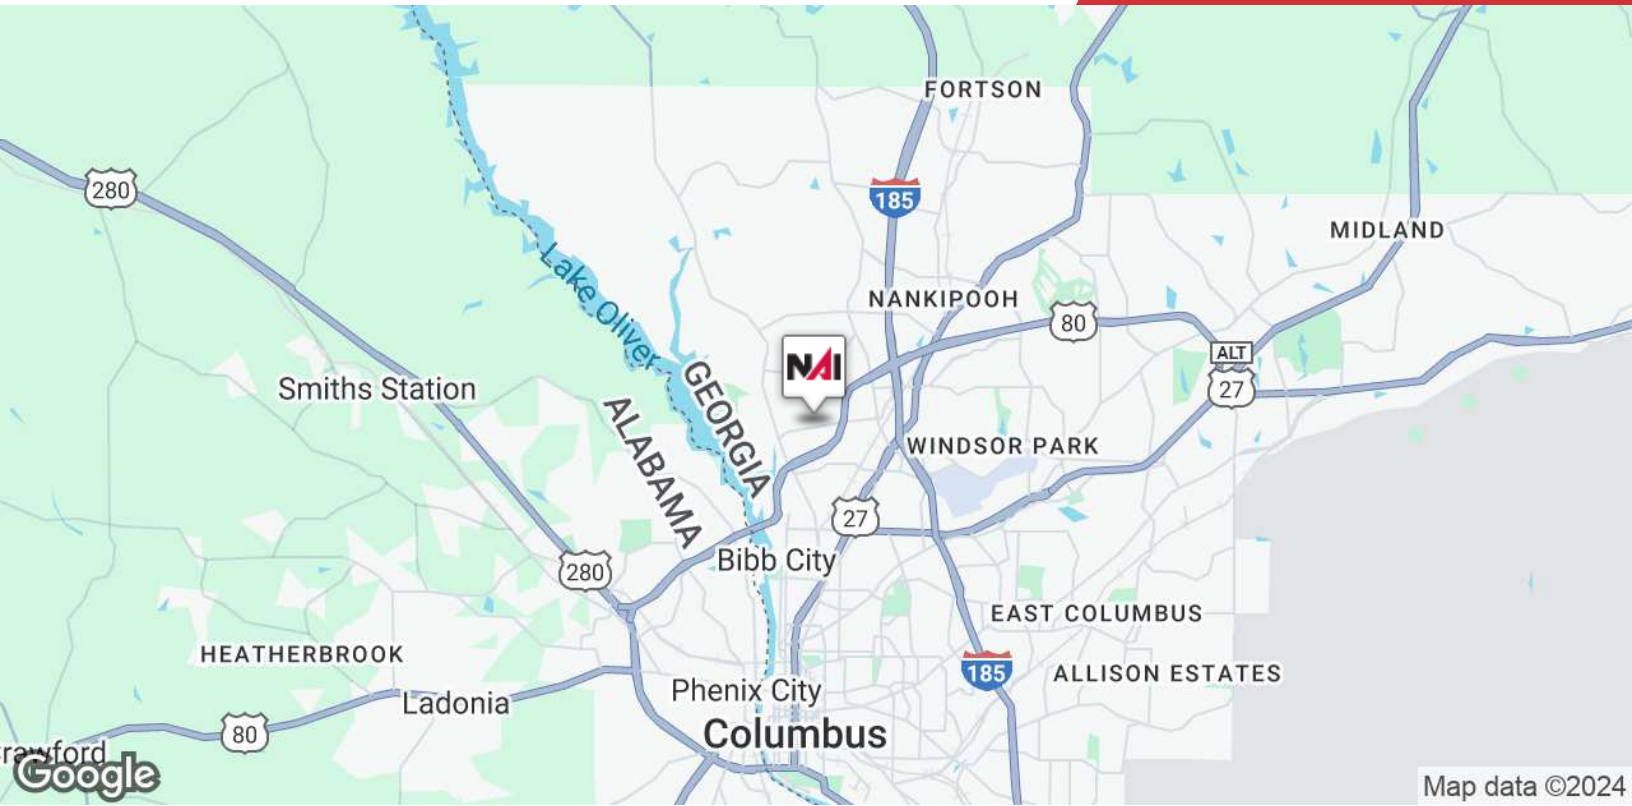 FORTSON
280
185
MIDLAND
Lake Oliver
NANKIPOOH
80
ALT
27
NAI
GEORGIA
Smiths Station
ALABAMA
WINDSOR PARK
27
Bibb City
280
EAST COLUMBUS
HEATHERBROOK
185
ALLISON ESTATES
Phenix City
Ladonia
80
Columbus
rawford
Google
Map data ©2024